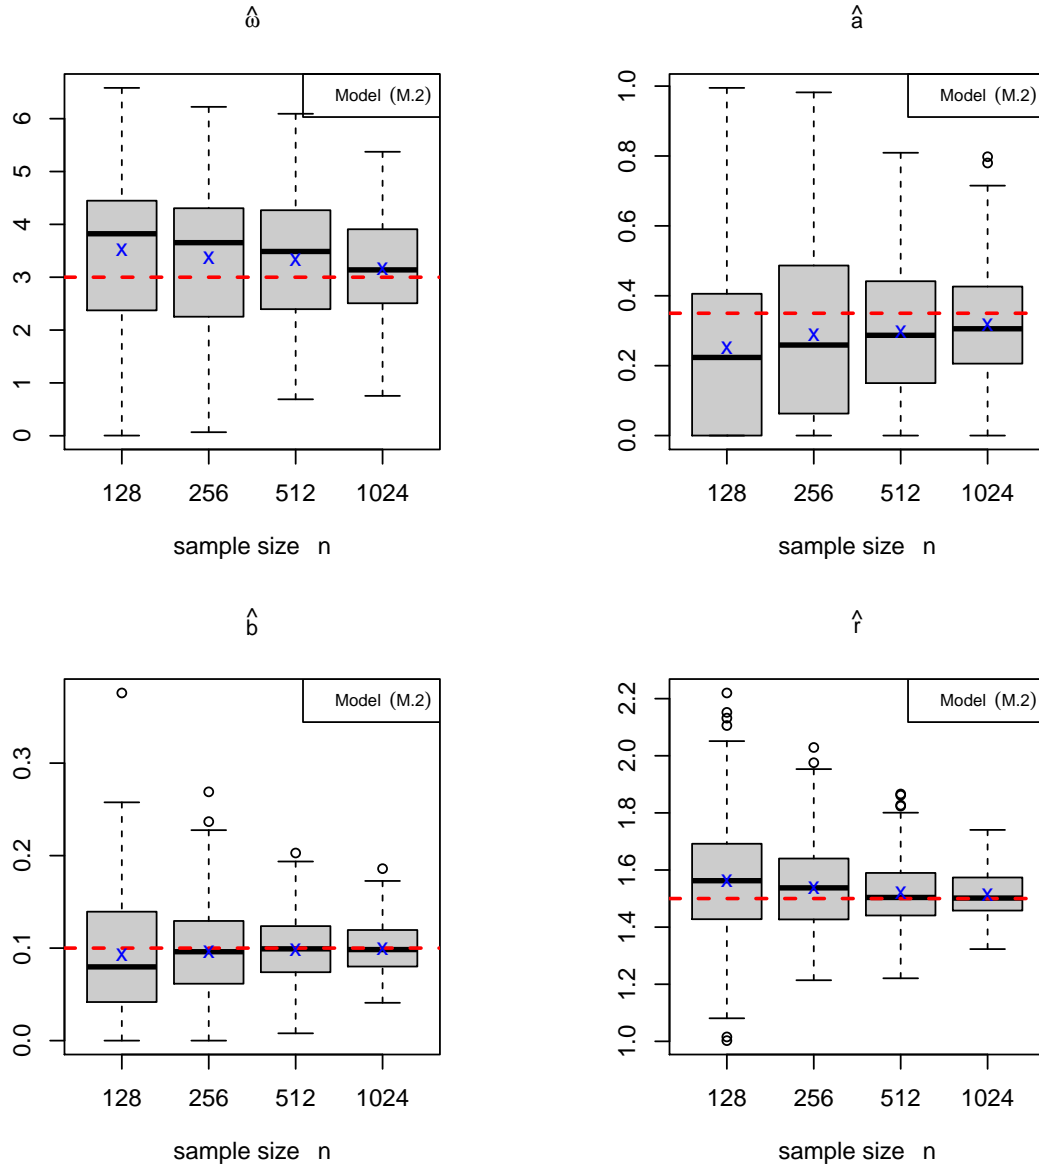 ω̂
Model (M.2)
0 1 2 3 4 5 6
128 256 512 1024
sample size n
â
Model (M.2)
0.0 0.2 0.4 0.6 0.8 1.0
128 256 512 1024
sample size n
b̂
Model (M.2)
0.0 0.1 0.2 0.3
128 256 512 1024
sample size n
r̂
Model (M.2)
1.0 1.2 1.4 1.6 1.8 2.0 2.2
128 256 512 1024
sample size n